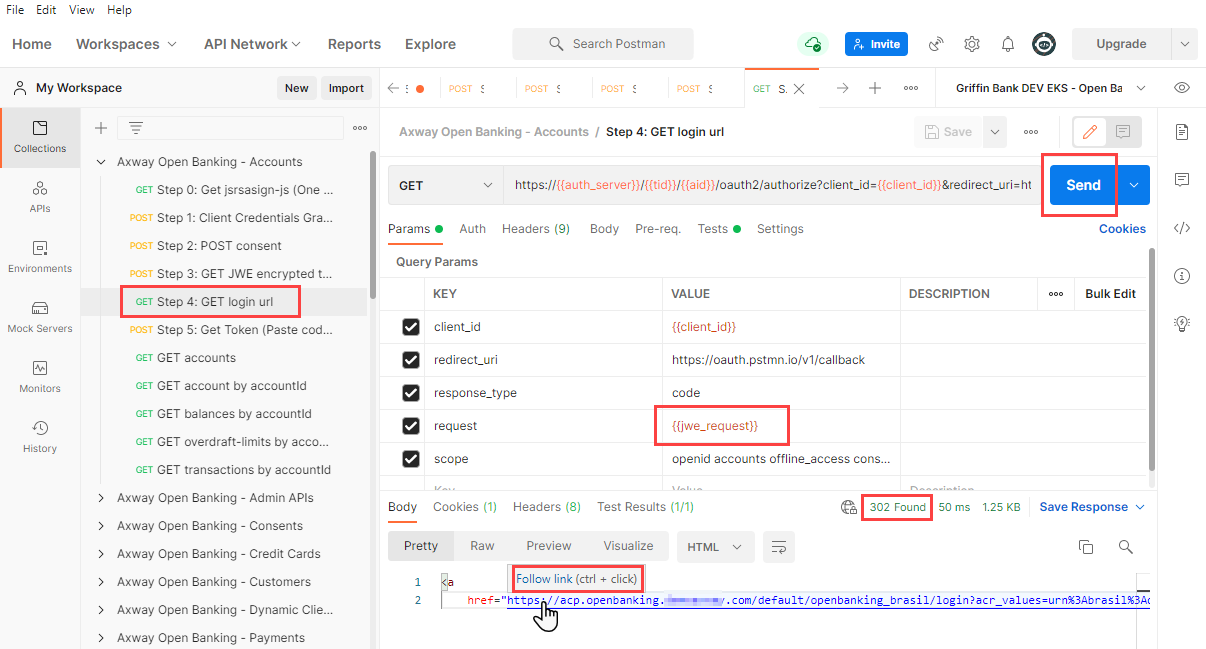 File Edit View Help
Home Workspaces API Network Reports Explore Search Postman Invite Upgrade
My Workspace New Import POST S POST S POST S POST S GET S. Griffin Bank DEV EKS - Open Ba
Collections
APIs
Environments
Mock Servers
Monitors
History
Axway Open Banking - Accounts
GET Step 0: Get jsrsasign-js (One ...
POST Step 1: Client Credentials Gra...
POST Step 2: POST consent
POST Step 3: GET JWE encrypted t...
GET Step 4: GET login url
POST Step 5: Get Token (Paste cod...
GET GET accounts
GET GET account by accountId
GET GET balances by accountId
GET GET overdraft-limits by acco...
GET GET transactions by accountId
Axway Open Banking - Admin APIs
Axway Open Banking - Consents
Axway Open Banking - Credit Cards
Axway Open Banking - Customers
Axway Open Banking - Dynamic Clie...
Axway Open Banking - Payments
Axway Open Banking - Accounts / Step 4: GET login url Save
GET https://{{auth_server}}/{{tid}}/{{aid}}/oauth2/authorize?client_id={{client_id}}&redirect_uri=ht Send
Params Auth Headers (9) Body Pre-req. Tests Settings Cookies
Query Params
KEY VALUE DESCRIPTION Bulk Edit
client_id {{client_id}}
redirect_uri https://oauth.pstmn.io/v1/callback
response_type code
request {{jwe_request}}
scope openid accounts offline_access cons...
Key Value Description
Body Cookies (1) Headers (8) Test Results (1/1) 302 Found 50 ms 1.25 KB Save Response
Pretty Raw Preview Visualize HTML
Follow link (ctrl + click)
1 <a
2 href="https://acp.openbanking. .com/default/openbanking_brasil/login?acr_values=urn%3Abrasil%3Ac